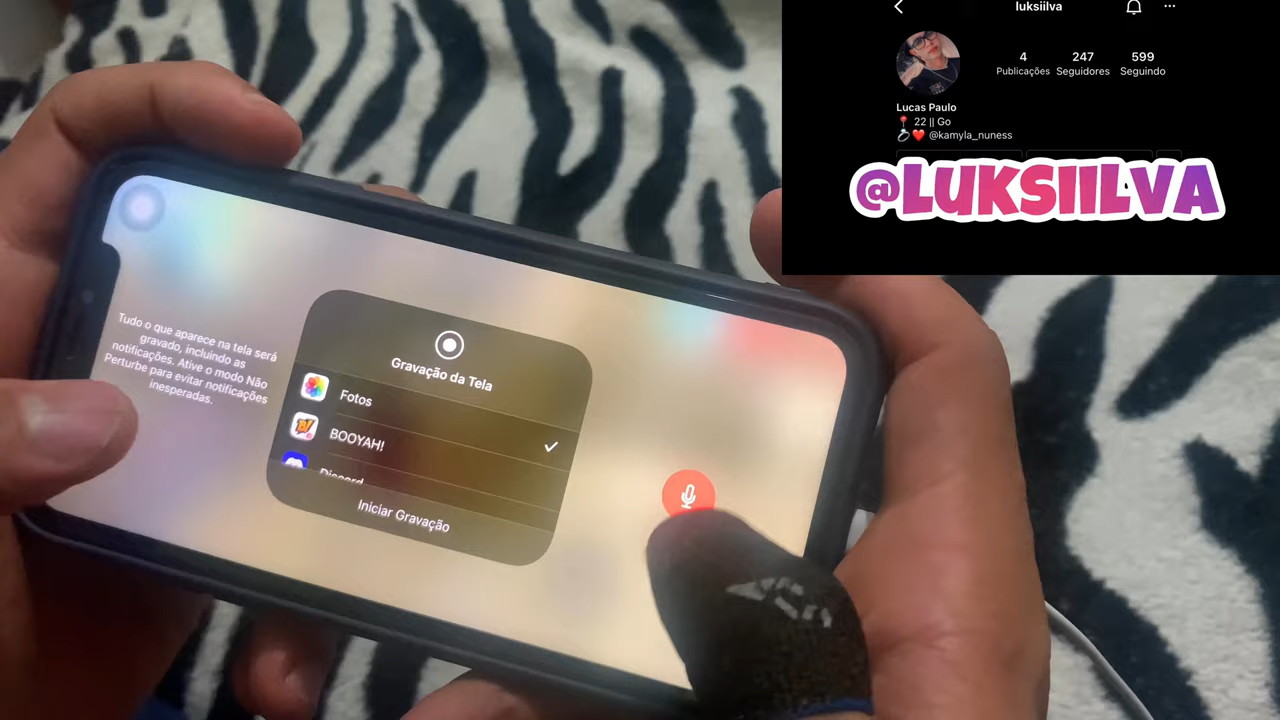 luksiilva
4 247 599
Publicações Seguidores Seguindo
Lucas Paulo
22 || Go
@kamyla_nuness
@LUKSIILVA
Tudo o que aparece na tela será
gravado, incluindo as
notificações. Ative o modo Não
Perturbe para evitar notificações
inesperadas.
Gravação da Tela
Fotos
BOOYAH!
Discord
Iniciar Gravação